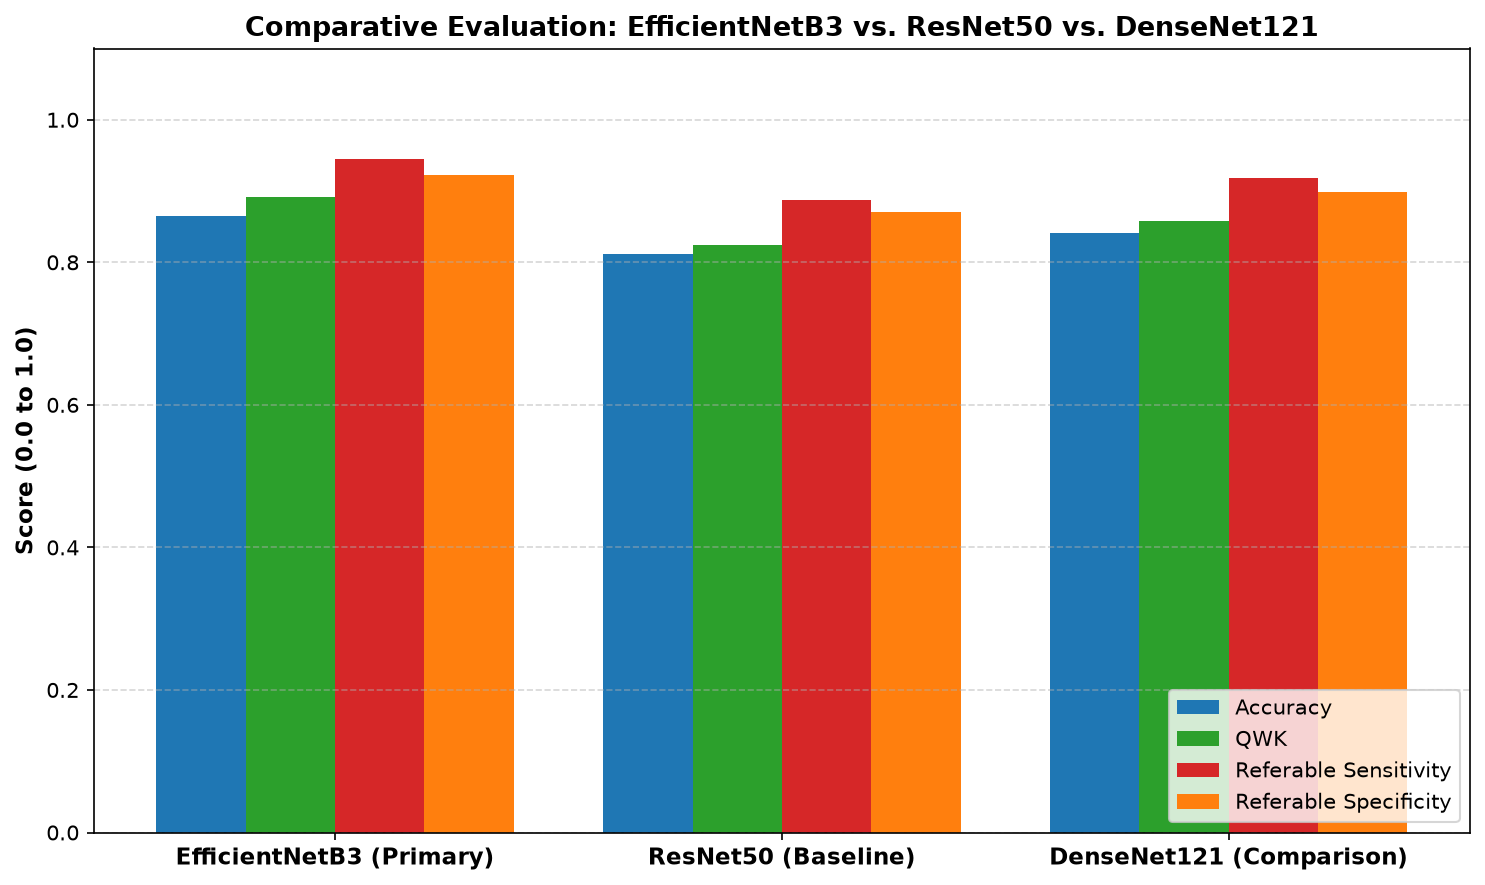 Comparative Evaluation: EfficientNetB3 vs. ResNet50 vs. DenseNet121
Score (0.0 to 1.0)
1.0
0.8
0.6
0.4
0.2
0.0
Accuracy
QWK
Referable Sensitivity
Referable Specificity
EfficientNetB3 (Primary) ResNet50 (Baseline) DenseNet121 (Comparison)